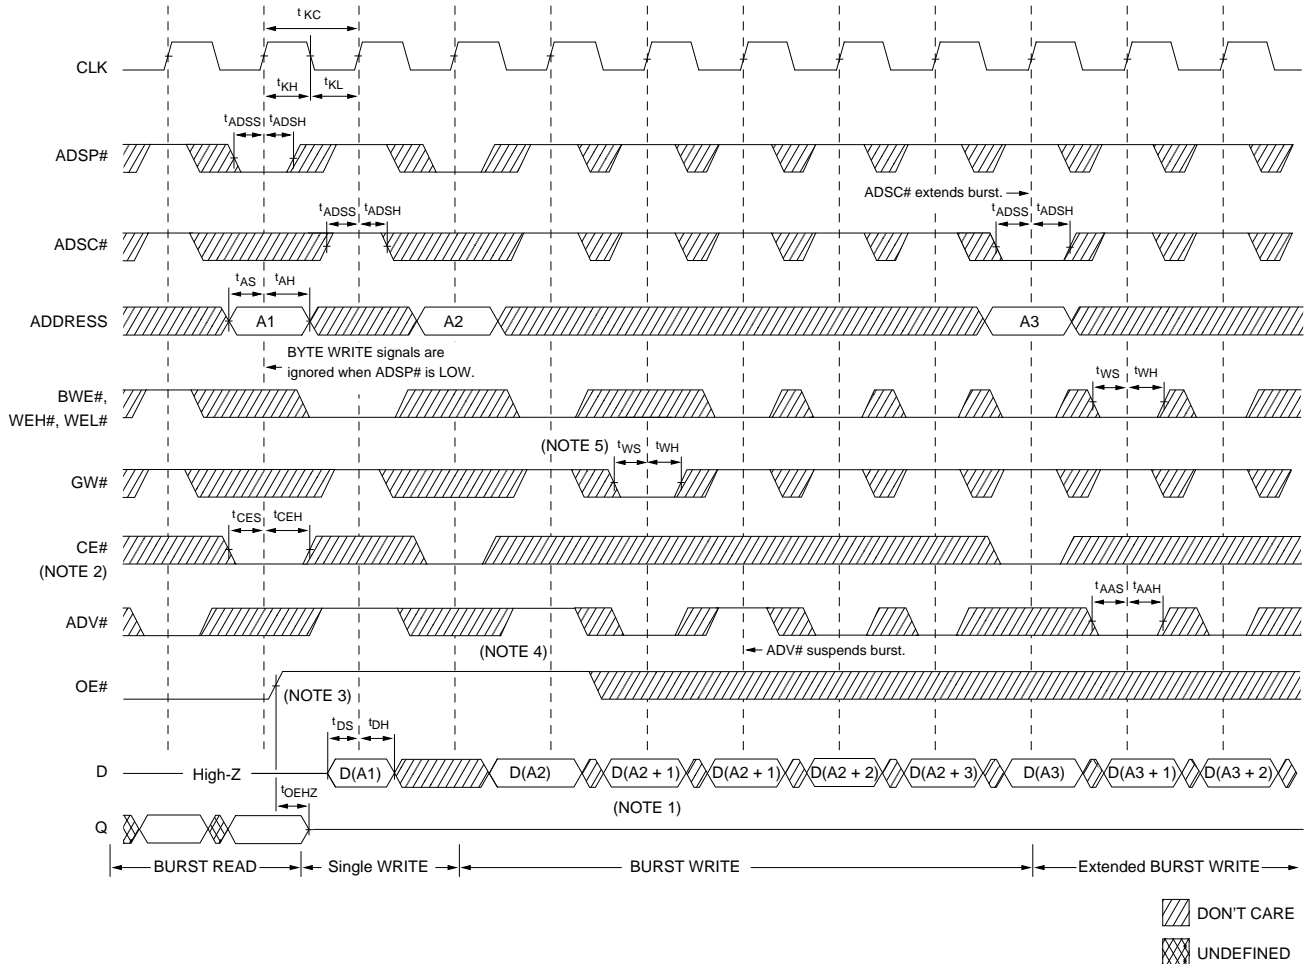 tKC
CLK
tKH tKL
tADSS tADSH
ADSP#
ADSC# extends burst.
tADSS tADSH tADSS tADSH
ADSC#
tAS tAH
ADDRESS A1 A2 A3
BYTE WRITE signals are
ignored when ADSP# is LOW.
BWE#,
WEH#, WEL#
tWS tWH
(NOTE 5) tWS tWH
GW#
tCES tCEH
CE#
(NOTE 2)
tAAS tAAH
ADV#
(NOTE 4) ADV# suspends burst.
OE#
(NOTE 3)
tDS tDH
D High-Z D(A1) D(A2) D(A2 + 1) D(A2 + 1) D(A2 + 2) D(A2 + 3) D(A3) D(A3 + 1) D(A3 + 2)
tOEHZ (NOTE 1)
Q
BURST READ Single WRITE BURST WRITE Extended BURST WRITE
DON'T CARE
UNDEFINED